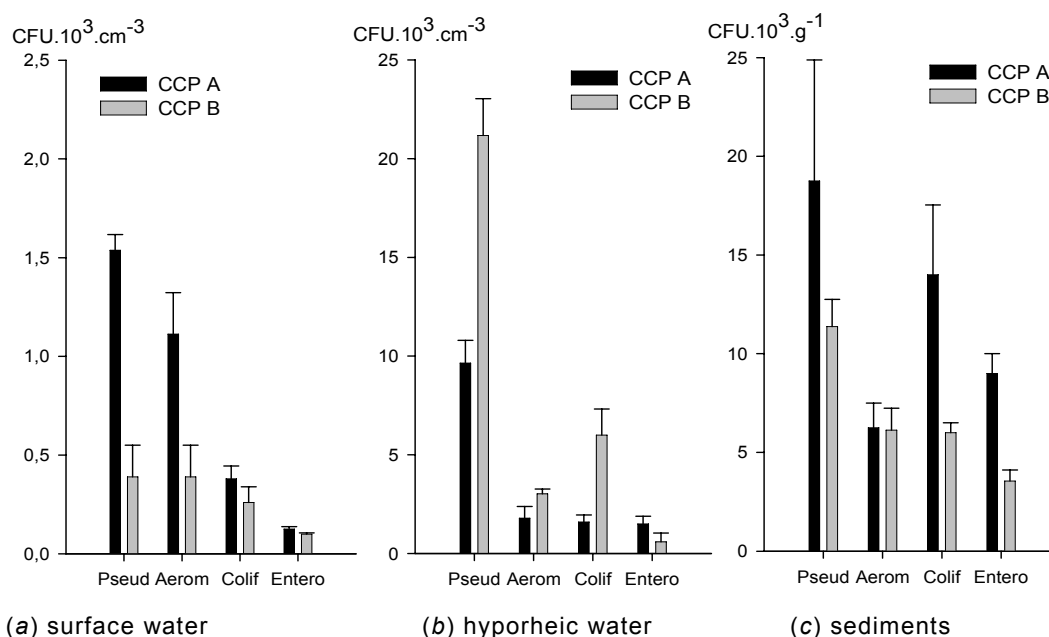 CFU.10³.cm⁻³
2,5
2,0
1,5
1,0
0,5
0,0
CCP A
CCP B
Pseud Aerom Colif Entero
(a) surface water
CFU.10³.cm⁻³
25
20
15
10
5
0
CCP A
CCP B
Pseud Aerom Colif Entero
(b) hyporheic water
CFU.10³.g⁻¹
25
20
15
10
5
0
CCP A
CCP B
Pseud Aerom Colif Entero
(c) sediments